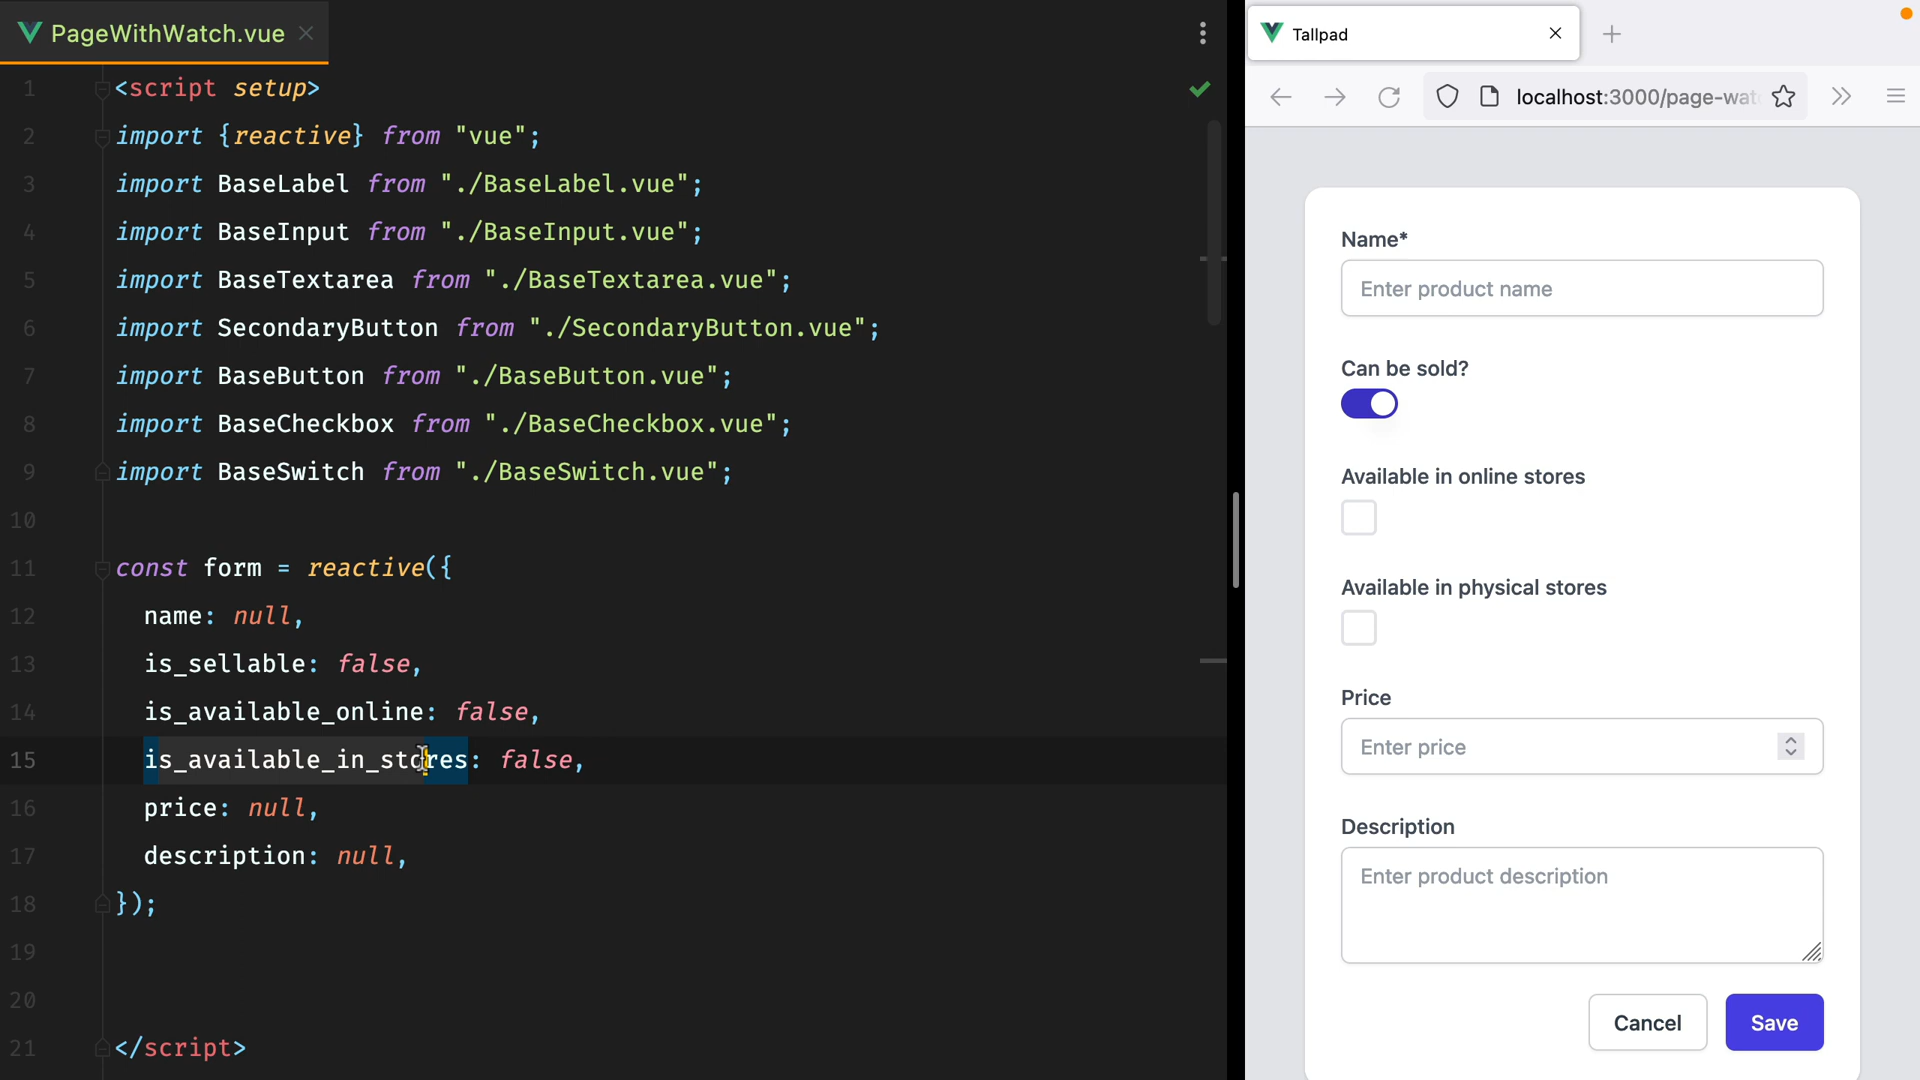 PageWithWatch.vue
1 <script setup>
2 import {reactive} from "vue";
3 import BaseLabel from "./BaseLabel.vue";
4 import BaseInput from "./BaseInput.vue";
5 import BaseTextarea from "./BaseTextarea.vue";
6 import SecondaryButton from "./SecondaryButton.vue";
7 import BaseButton from "./BaseButton.vue";
8 import BaseCheckbox from "./BaseCheckbox.vue";
9 import BaseSwitch from "./BaseSwitch.vue";
10
11 const form = reactive({
12 name: null,
13 is_sellable: false,
14 is_available_online: false,
15 is_available_in_stores: false,
16 price: null,
17 description: null,
18 });
19
20
21 </script>
Tallpad
localhost:3000/page-wat
Name*
Enter product name
Can be sold?
Available in online stores
Available in physical stores
Price
Enter price
Description
Enter product description
Cancel Save